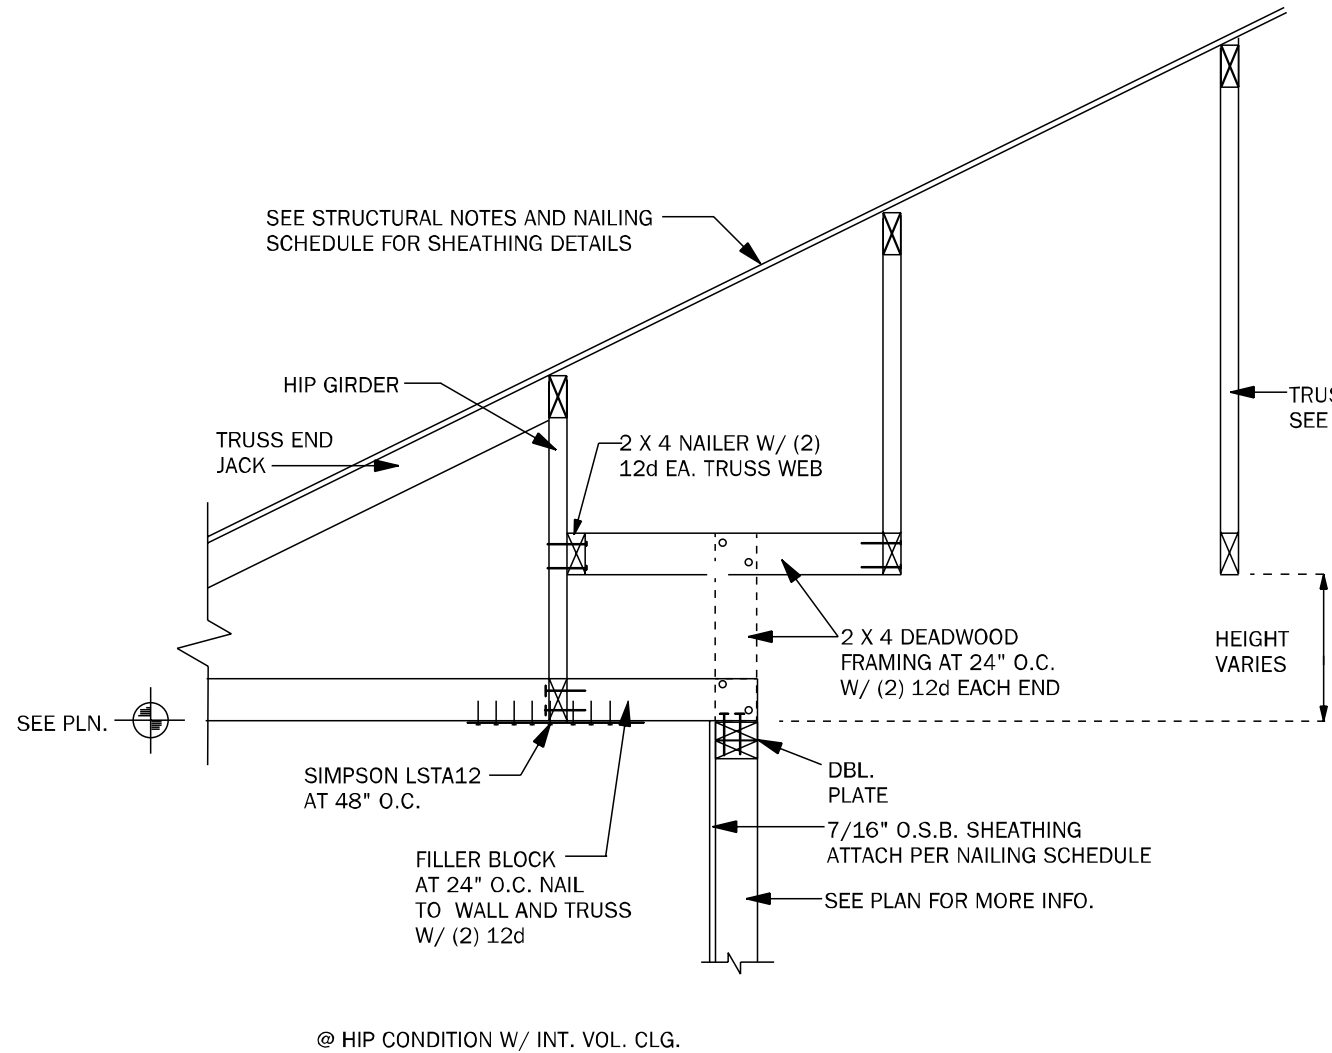 SEE STRUCTURAL NOTES AND NAILING
SCHEDULE FOR SHEATHING DETAILS
HIP GIRDER
TRUSS END
JACK
2 X 4 NAILER W/ (2)
12d EA. TRUSS WEB
TRUS
SEE
2 X 4 DEADWOOD
FRAMING AT 24" O.C.
W/ (2) 12d EACH END
HEIGHT
VARIES
SEE PLN.
SIMPSON LSTA12
AT 48" O.C.
DBL.
PLATE
7/16" O.S.B. SHEATHING
ATTACH PER NAILING SCHEDULE
FILLER BLOCK
AT 24" O.C. NAIL
TO WALL AND TRUSS
W/ (2) 12d
SEE PLAN FOR MORE INFO.
@ HIP CONDITION W/ INT. VOL. CLG.